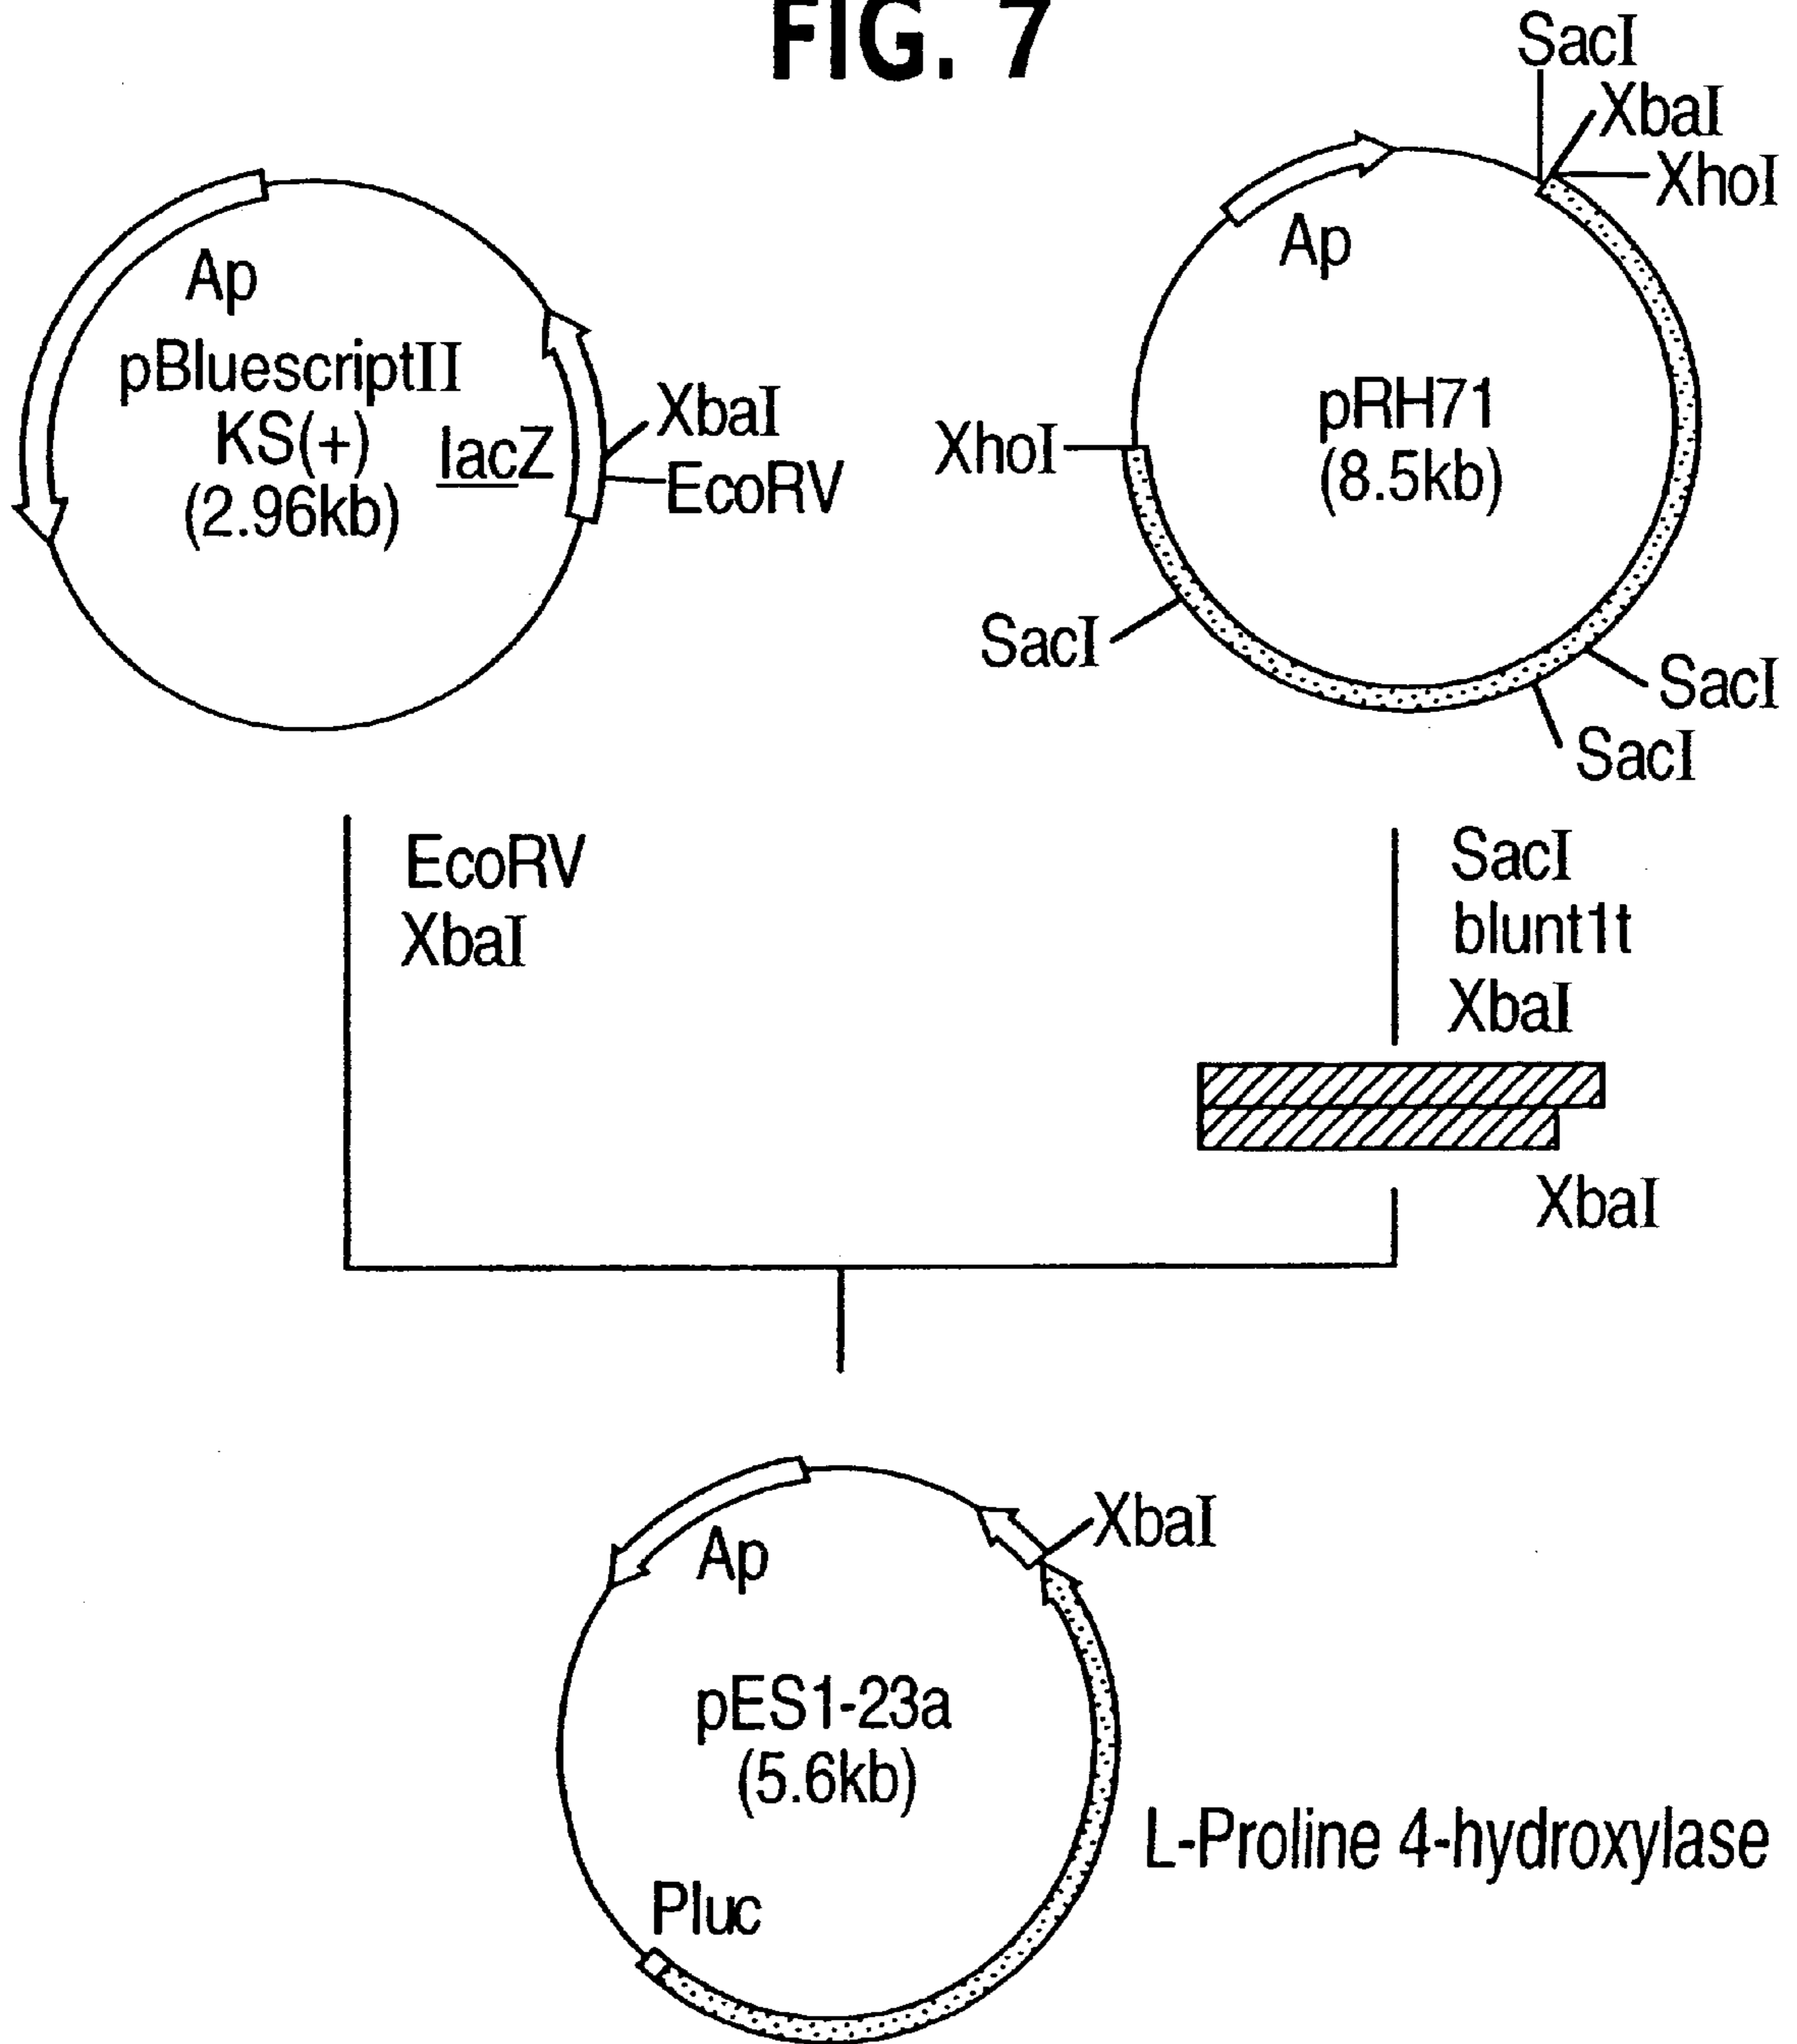 FIG. 7
Ap
pBluescriptII
KS(+)
(2.96kb)
lacZ
XbaI
EcoRV
SacI
XbaI
XhoI
Ap
pRH71
(8.5kb)
XhoI
SacI
SacI
SacI
EcoRV
XbaI
SacI
blunt1t
XbaI
XbaI
Ap
XbaI
pES1-23a
(5.6kb)
L-Proline 4-hydroxylase
Pluc